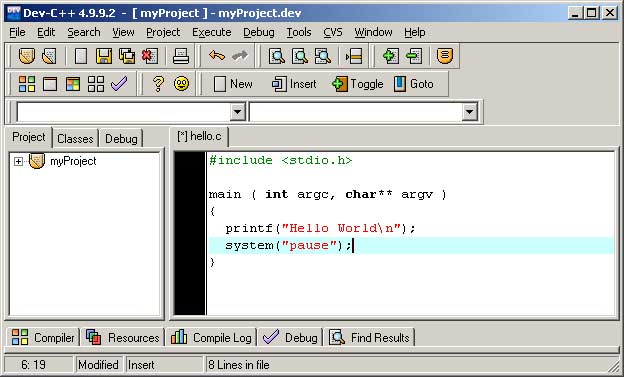 Dev-C++ 4.9.9.2 - [ myProject ] - myProject.dev
File Edit Search View Project Execute Debug Tools CVS Window Help
New Insert Toggle Goto
Project Classes Debug [*] hello.c
myProject
#include <stdio.h>
main ( int argc, char** argv )
{
printf("Hello World\n");
system("pause");
}
Compiler Resources Compile Log Debug Find Results
6: 19 Modified Insert 8 Lines in file